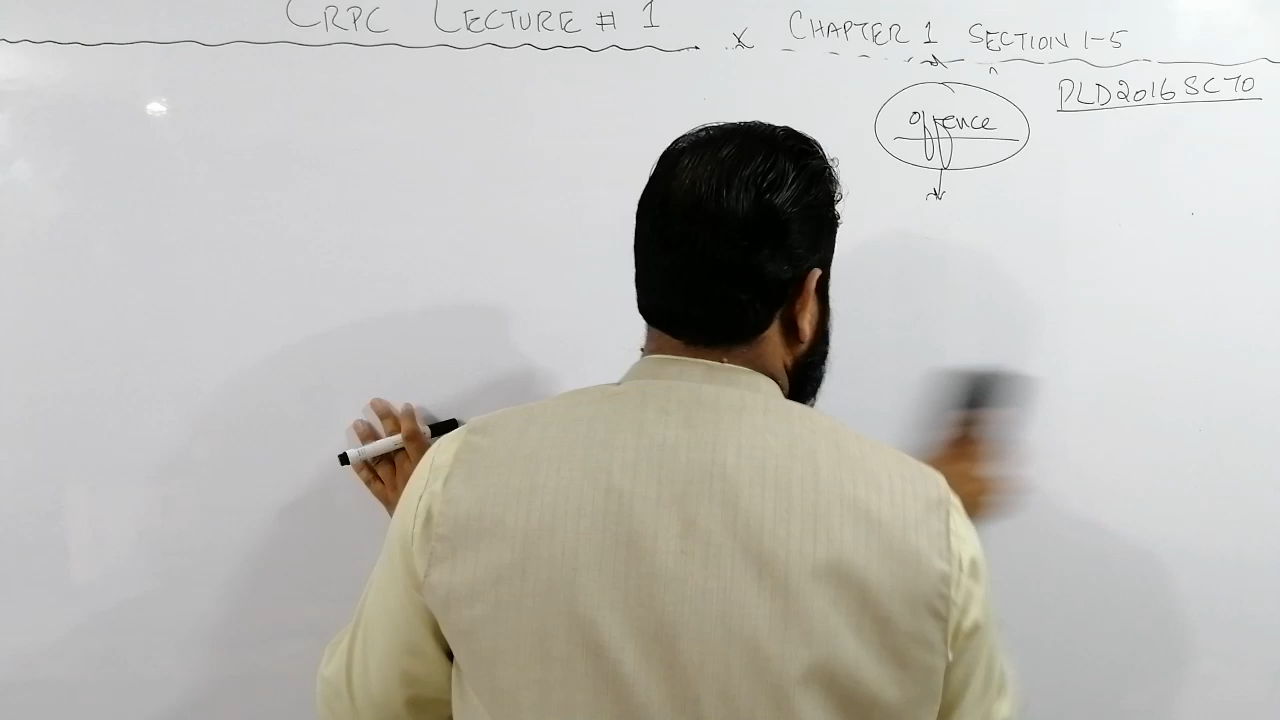 CRPC LECTURE # 1
CHAPTER 1 SECTION 1-5
PLD 2016 SC 70
offence